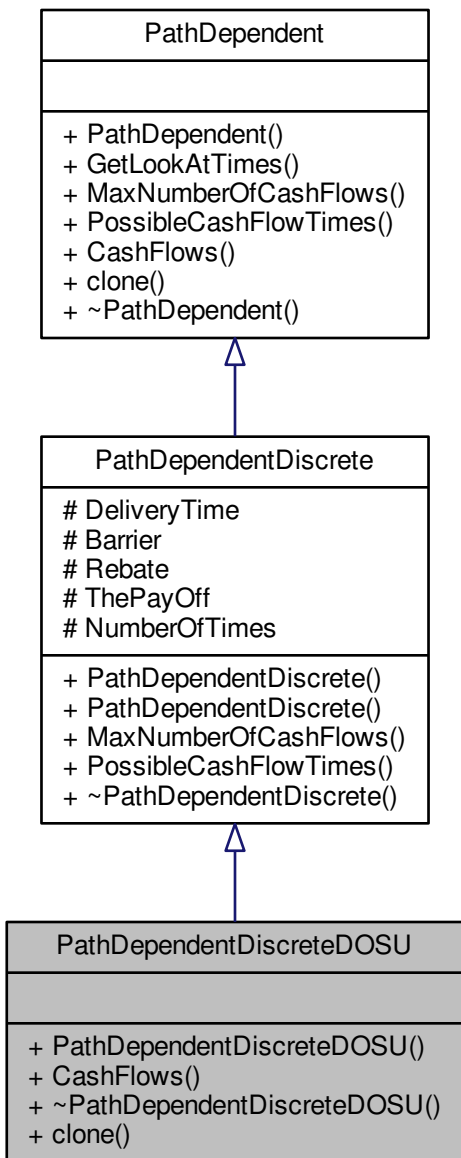 PathDependent
+ PathDependent()
+ GetLookAtTimes()
+ MaxNumberOfCashFlows()
+ PossibleCashFlowTimes()
+ CashFlows()
+ clone()
+ ~PathDependent()
PathDependentDiscrete
# DeliveryTime
# Barrier
# Rebate
# ThePayOff
# NumberOfTimes
+ PathDependentDiscrete()
+ PathDependentDiscrete()
+ MaxNumberOfCashFlows()
+ PossibleCashFlowTimes()
+ ~PathDependentDiscrete()
PathDependentDiscreteDOSU
+ PathDependentDiscreteDOSU()
+ CashFlows()
+ ~PathDependentDiscreteDOSU()
+ clone()